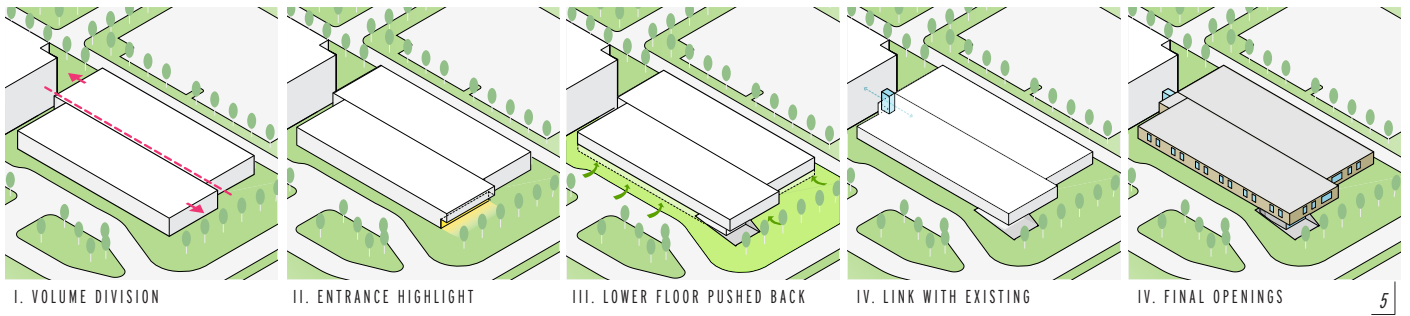 I. VOLUME DIVISION
II. ENTRANCE HIGHLIGHT
III. LOWER FLOOR PUSHED BACK
IV. LINK WITH EXISTING
IV. FINAL OPENINGS
5